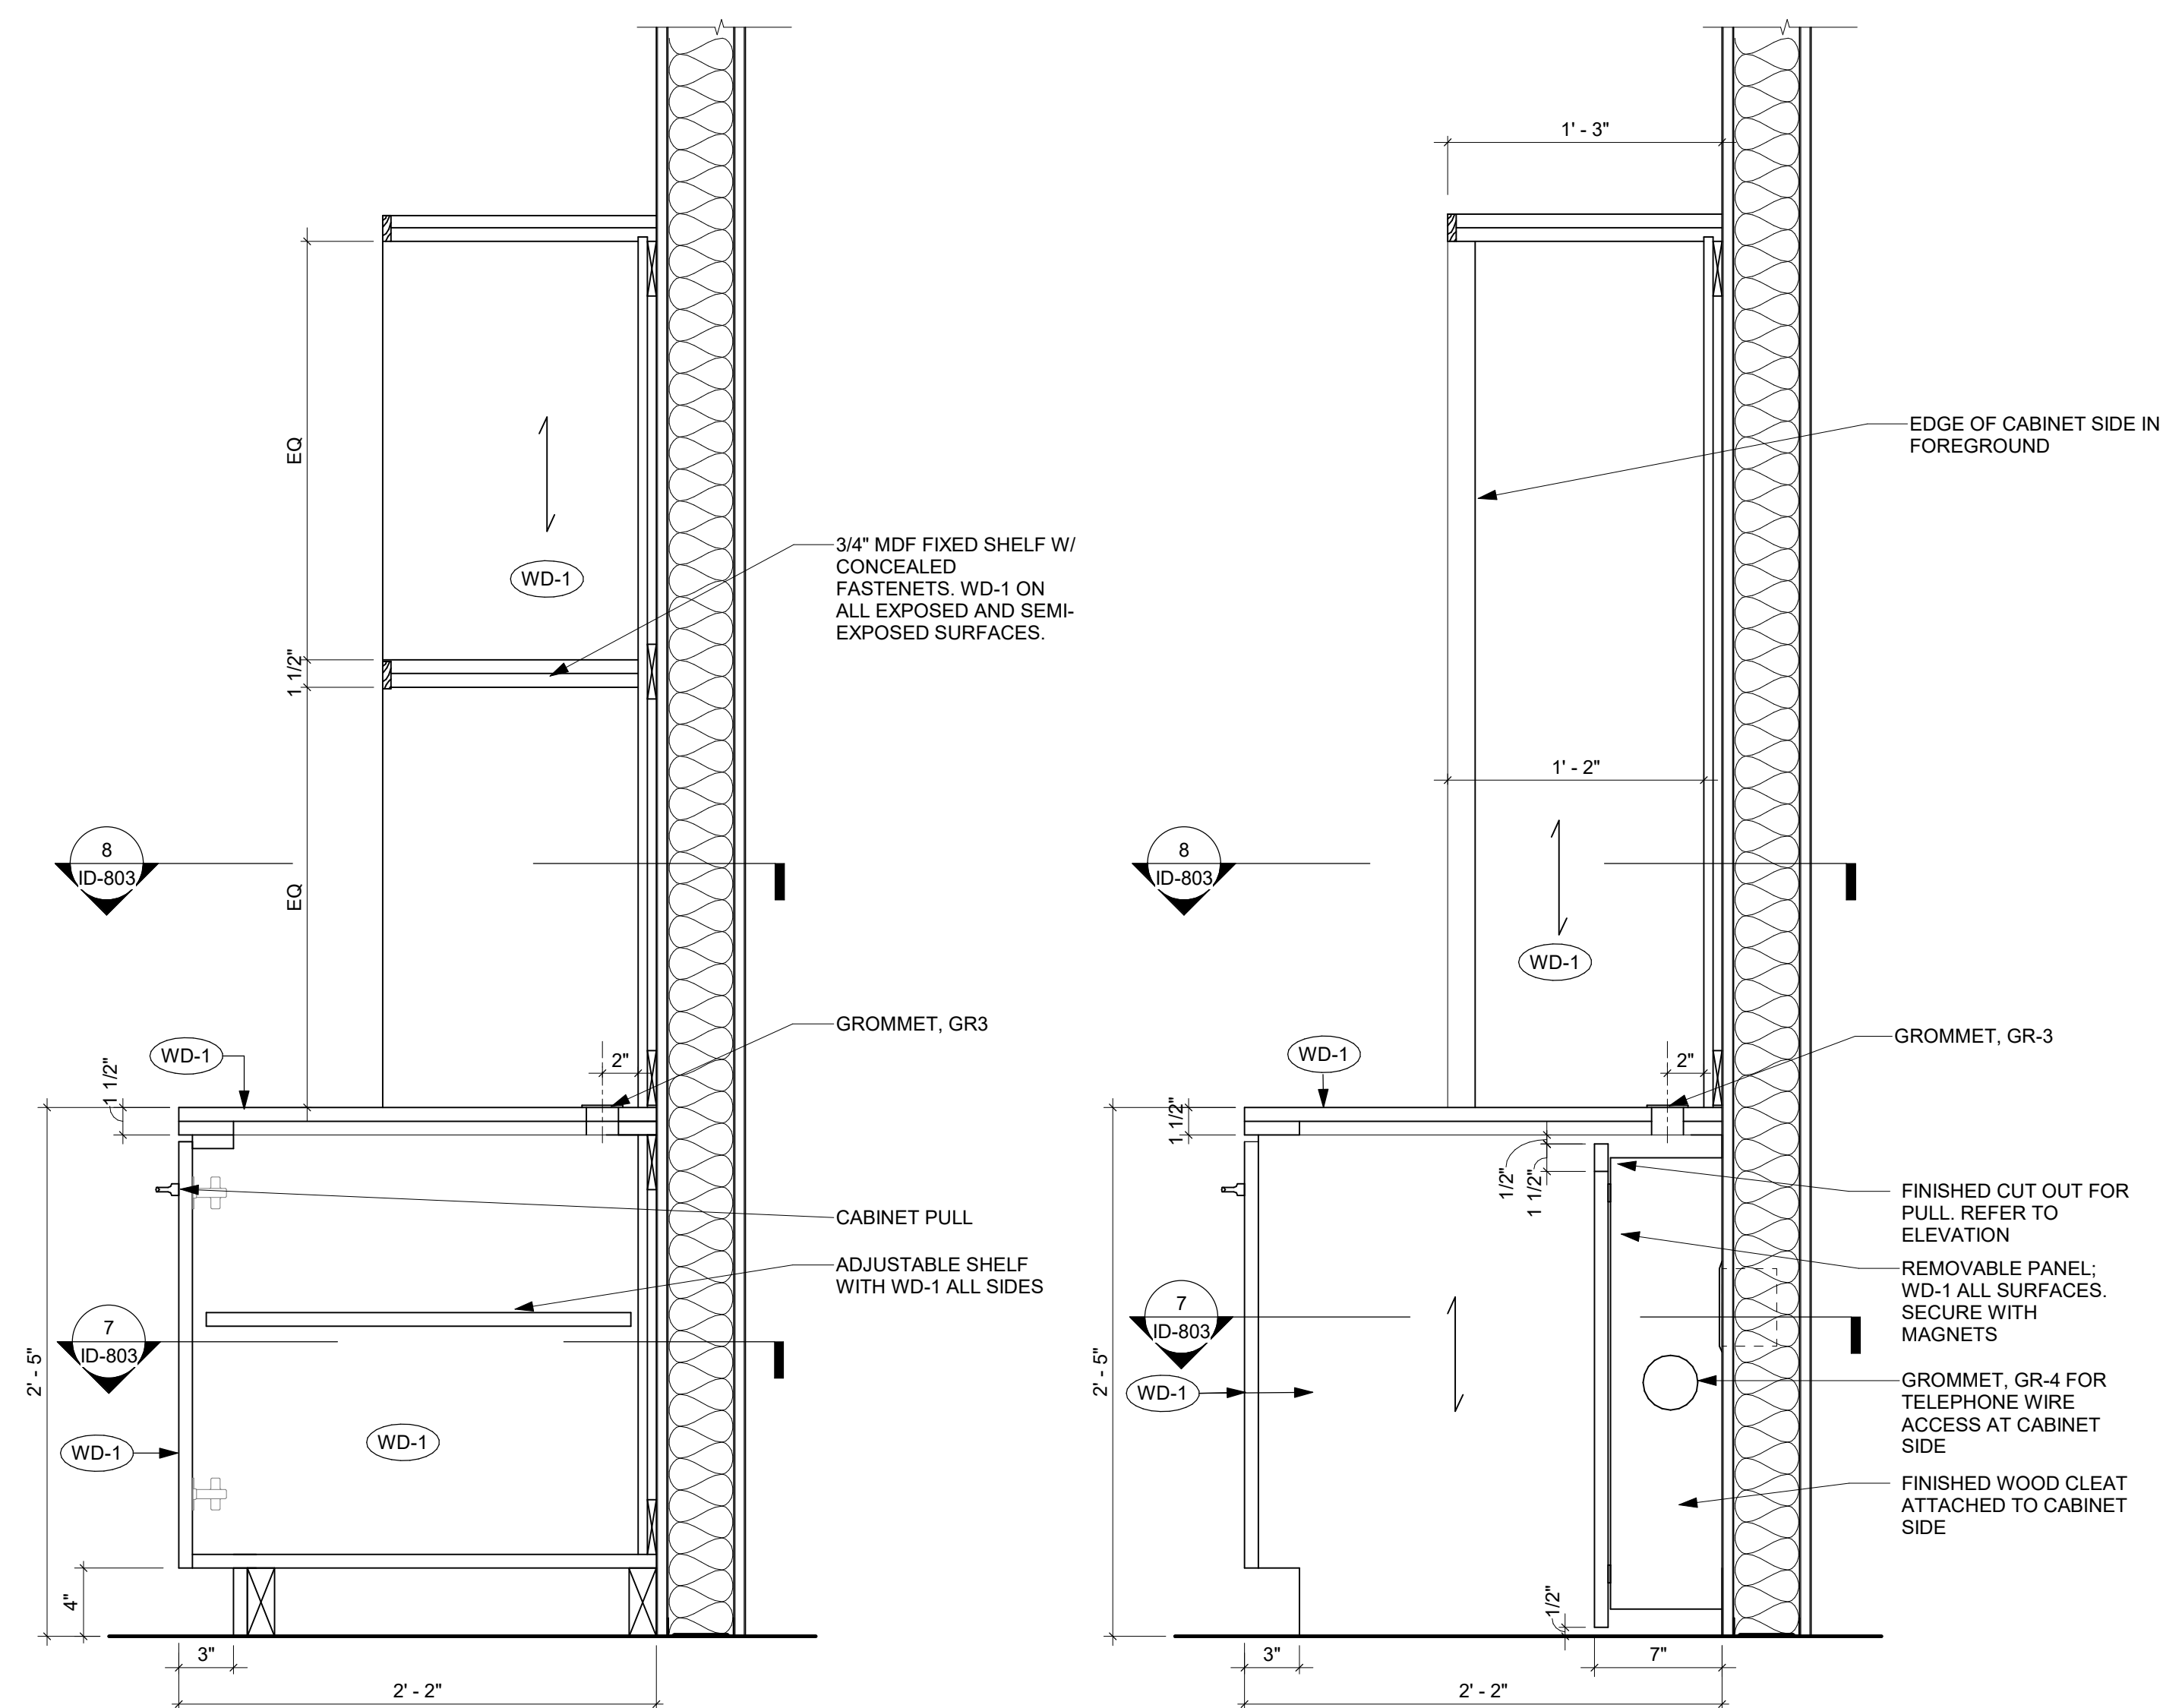 EQ
WD-1
3/4" MDF FIXED SHELF W/
CONCEALED
FASTENETS. WD-1 ON
ALL EXPOSED AND SEMI-
EXPOSED SURFACES.
1 1/2"
8
ID-803
EQ
GROMMET, GR3
WD-1
1 1/2"
2"
CABINET PULL
ADJUSTABLE SHELF
WITH WD-1 ALL SIDES
7
ID-803
2' - 5"
WD-1
WD-1
4"
3"
2' - 2"
1' - 3"
EDGE OF CABINET SIDE IN
FOREGROUND
1' - 2"
8
ID-803
WD-1
GROMMET, GR-3
WD-1
2"
1 1/2"
1/2"
1 1/2"
FINISHED CUT OUT FOR
PULL. REFER TO
ELEVATION
REMOVABLE PANEL;
WD-1 ALL SURFACES.
SECURE WITH
MAGNETS
7
ID-803
2' - 5"
WD-1
GROMMET, GR-4 FOR
TELEPHONE WIRE
ACCESS AT CABINET
SIDE
FINISHED WOOD CLEAT
ATTACHED TO CABINET
SIDE
1/2"
3"
7"
2' - 2"